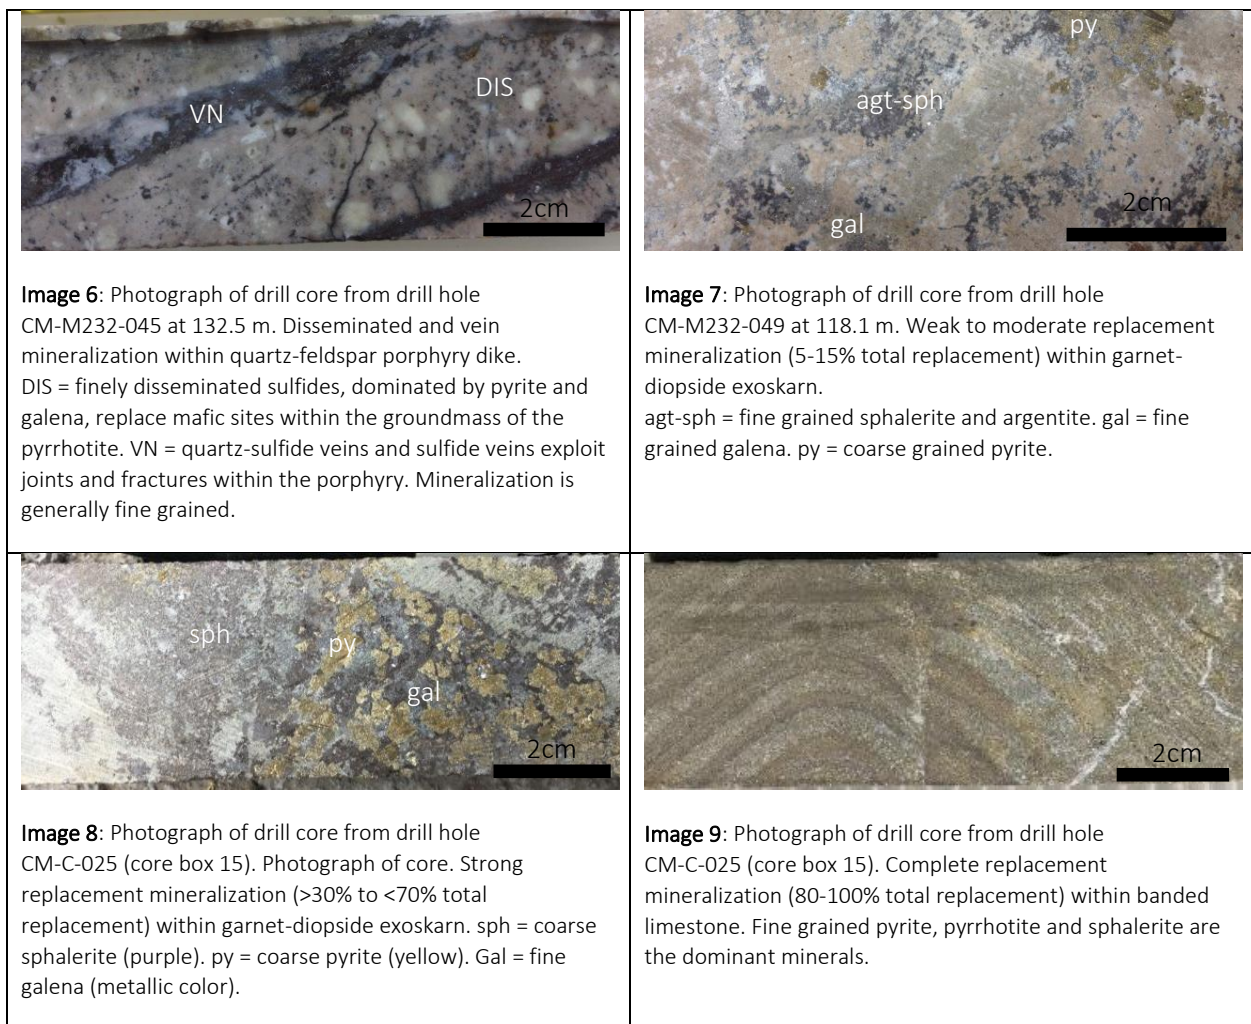 VN
DIS
2cm
Image 6: Photograph of drill core from drill hole
CM-M232-045 at 132.5 m. Disseminated and vein
mineralization within quartz-feldspar porphyry dike.
DIS = finely disseminated sulfides, dominated by pyrite and
galena, replace mafic sites within the groundmass of the
pyrrhotite. VN = quartz-sulfide veins and sulfide veins exploit
joints and fractures within the porphyry. Mineralization is
generally fine grained.
py
agt-sph
gal
2cm
Image 7: Photograph of drill core from drill hole
CM-M232-049 at 118.1 m. Weak to moderate replacement
mineralization (5-15% total replacement) within garnet-
diopside exoskarn.
agt-sph = fine grained sphalerite and argentite. gal = fine
grained galena. py = coarse grained pyrite.
sph
py
gal
2cm
Image 8: Photograph of drill core from drill hole
CM-C-025 (core box 15). Photograph of core. Strong
replacement mineralization (>30% to <70% total
replacement) within garnet-diopside exoskarn. sph = coarse
sphalerite (purple). py = coarse pyrite (yellow). Gal = fine
galena (metallic color).
2cm
Image 9: Photograph of drill core from drill hole
CM-C-025 (core box 15). Complete replacement
mineralization (80-100% total replacement) within banded
limestone. Fine grained pyrite, pyrrhotite and sphalerite are
the dominant minerals.